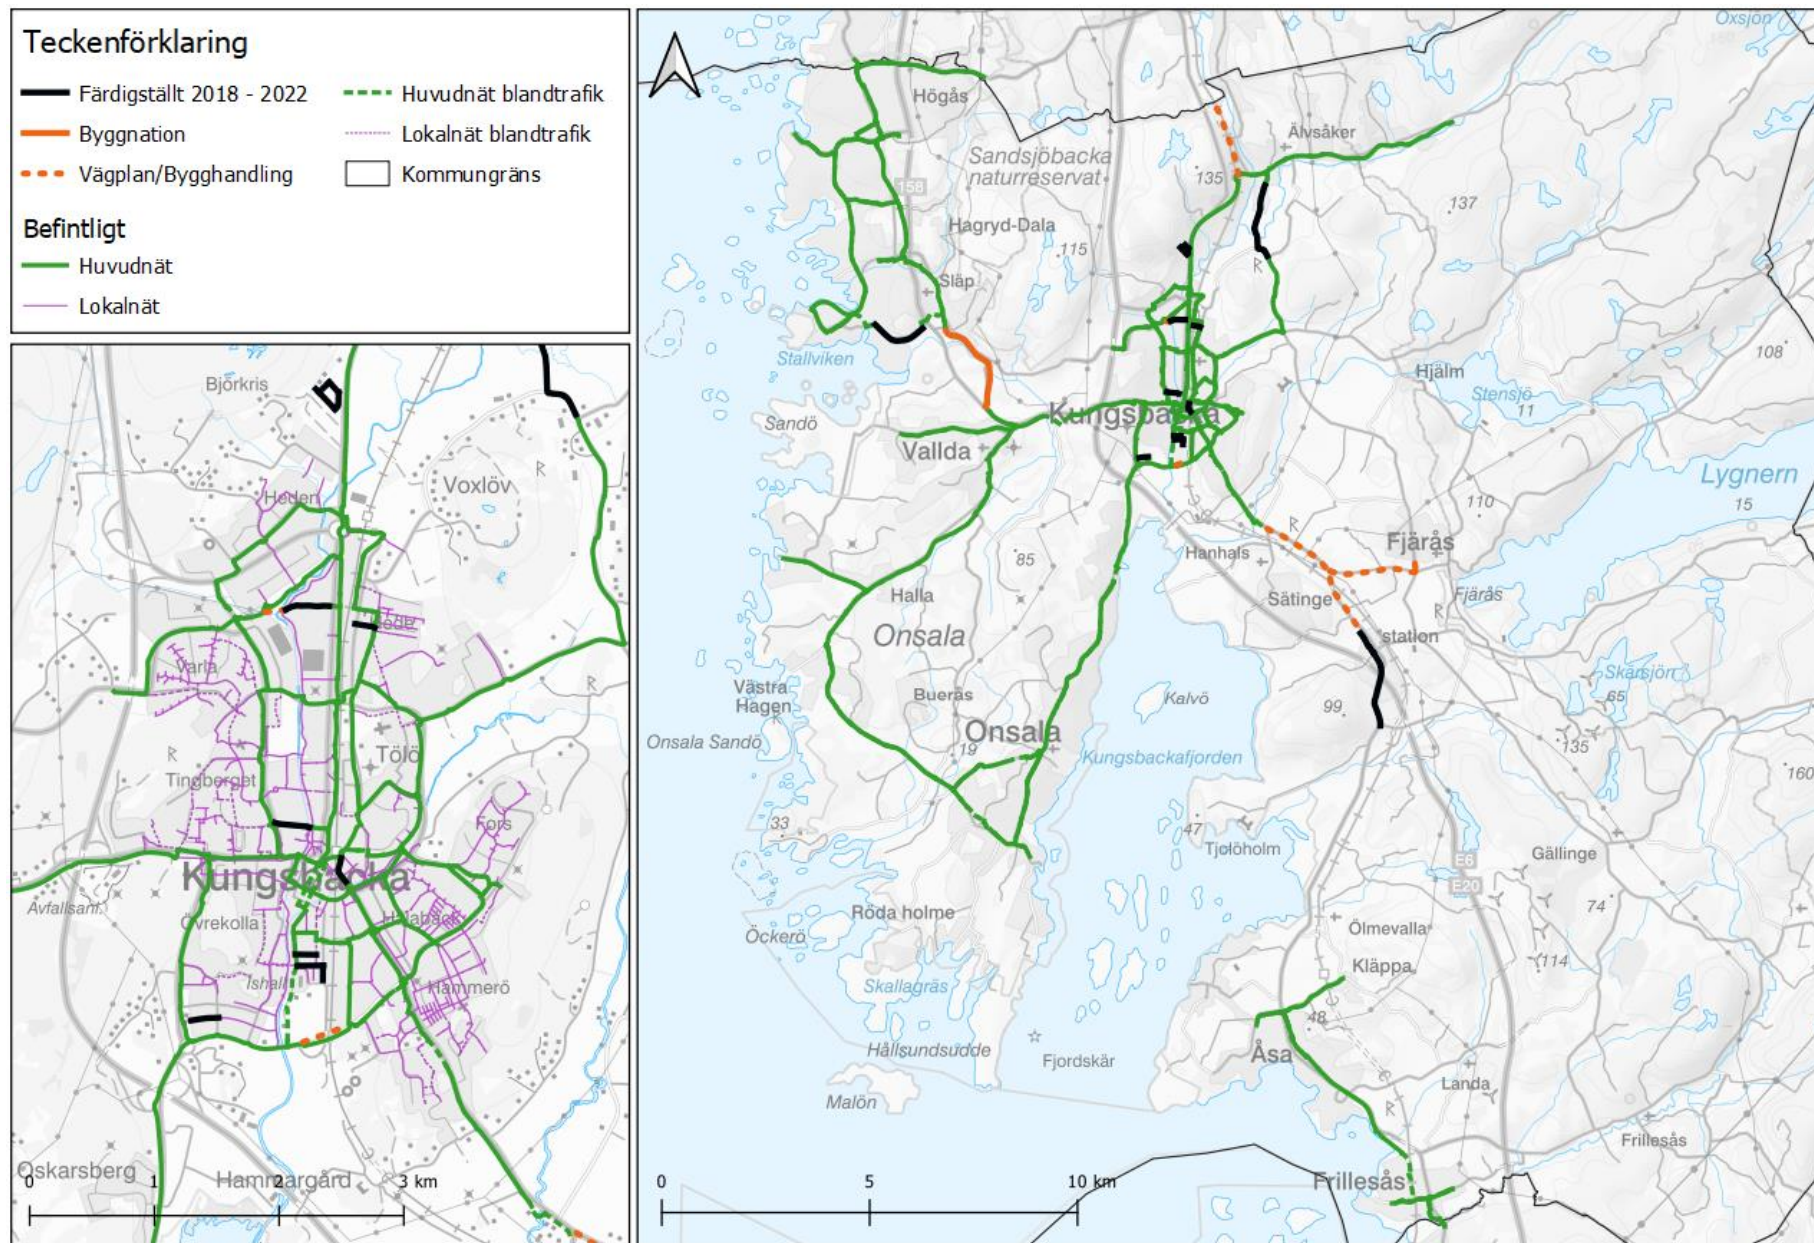 Teckenförklaring
Färdigställt 2018 - 2022
Huvudnät blandtrafik
Byggnation
Lokalnät blandtrafik
Vägplan/Bygghandling
Kommungräns
Befintligt
Huvudnät
Lokalnät
Björkris
Voxlöv
Heden
Hede
Varla
R
R
R
Tölö
Tingberget
Fors
Kungsbacka
Avfallsanl.
Övrekolla
Ishall
Hammerö
Oskarsberg
Hammargård
0
1
2
3 km
Oxsjön
Högås
Älvsåker
Sandsjöbacka
naturreservat
135
158
137
Hagryd-Dala
115
R
Släp
Stallviken
108
Hjälm
Stensjö
11
Sandö
Kungsbacka
Vallda
Lygnern
15
110
R
Fjärås
85
Hanhals
Halla
Sätinge
Fjärås
R
Onsala
station
Skärsjön
65
Västra
Hagen
Buerås
Kalvö
99
Onsala Sandö
Onsala
19
Kungsbackafjorden
135
160
33
47
Tjolöholm
Gällinge
E6
E20
74
Röda holme
Ölmevalla
Öckerö
114
Kläppa
Skallagräs
48
Hållsundsudde
Fjordskär
Åsa
Landa
Malön
R
Frillesås
Frillesås
0
5
10 km